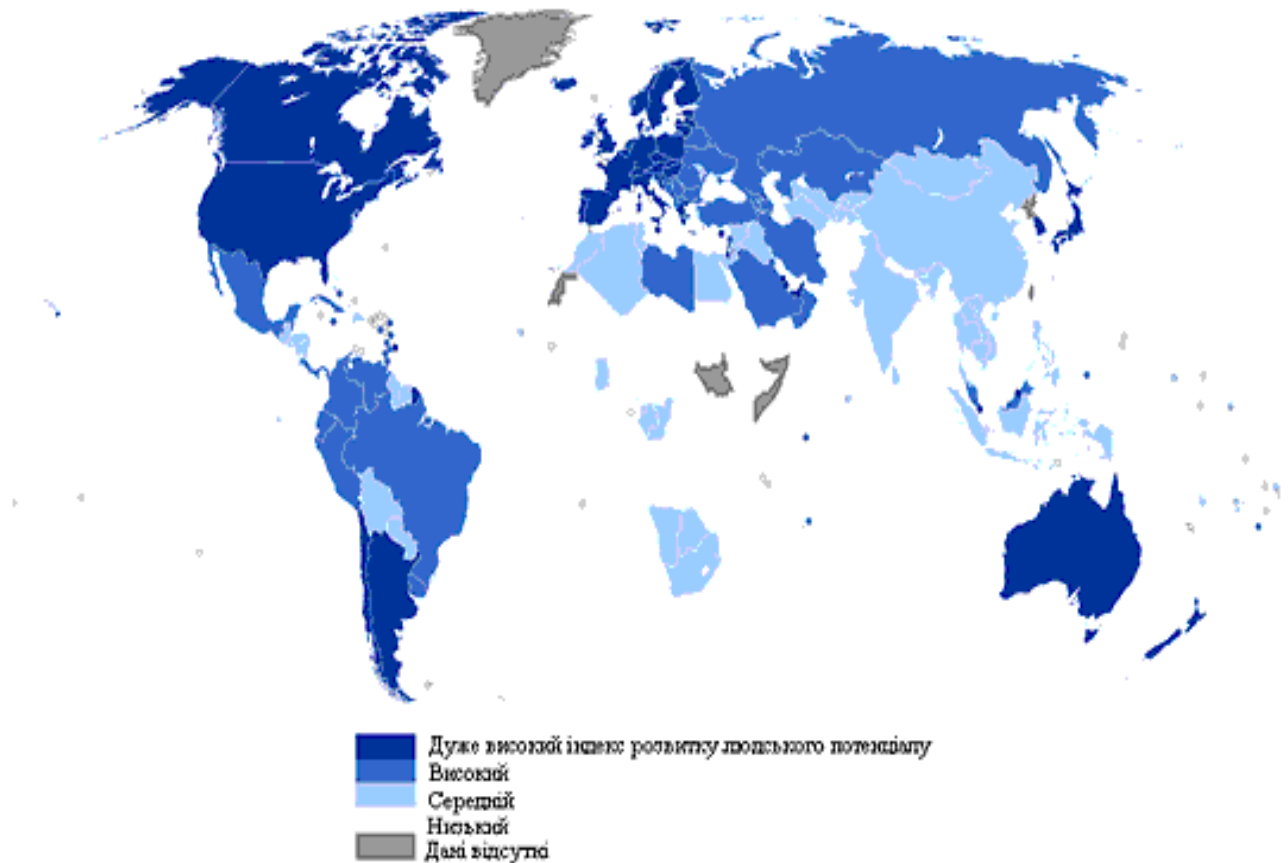 Дуже високий індекс розвитку людського потенціалу
Високий
Середній
Низький
Дані відсутні